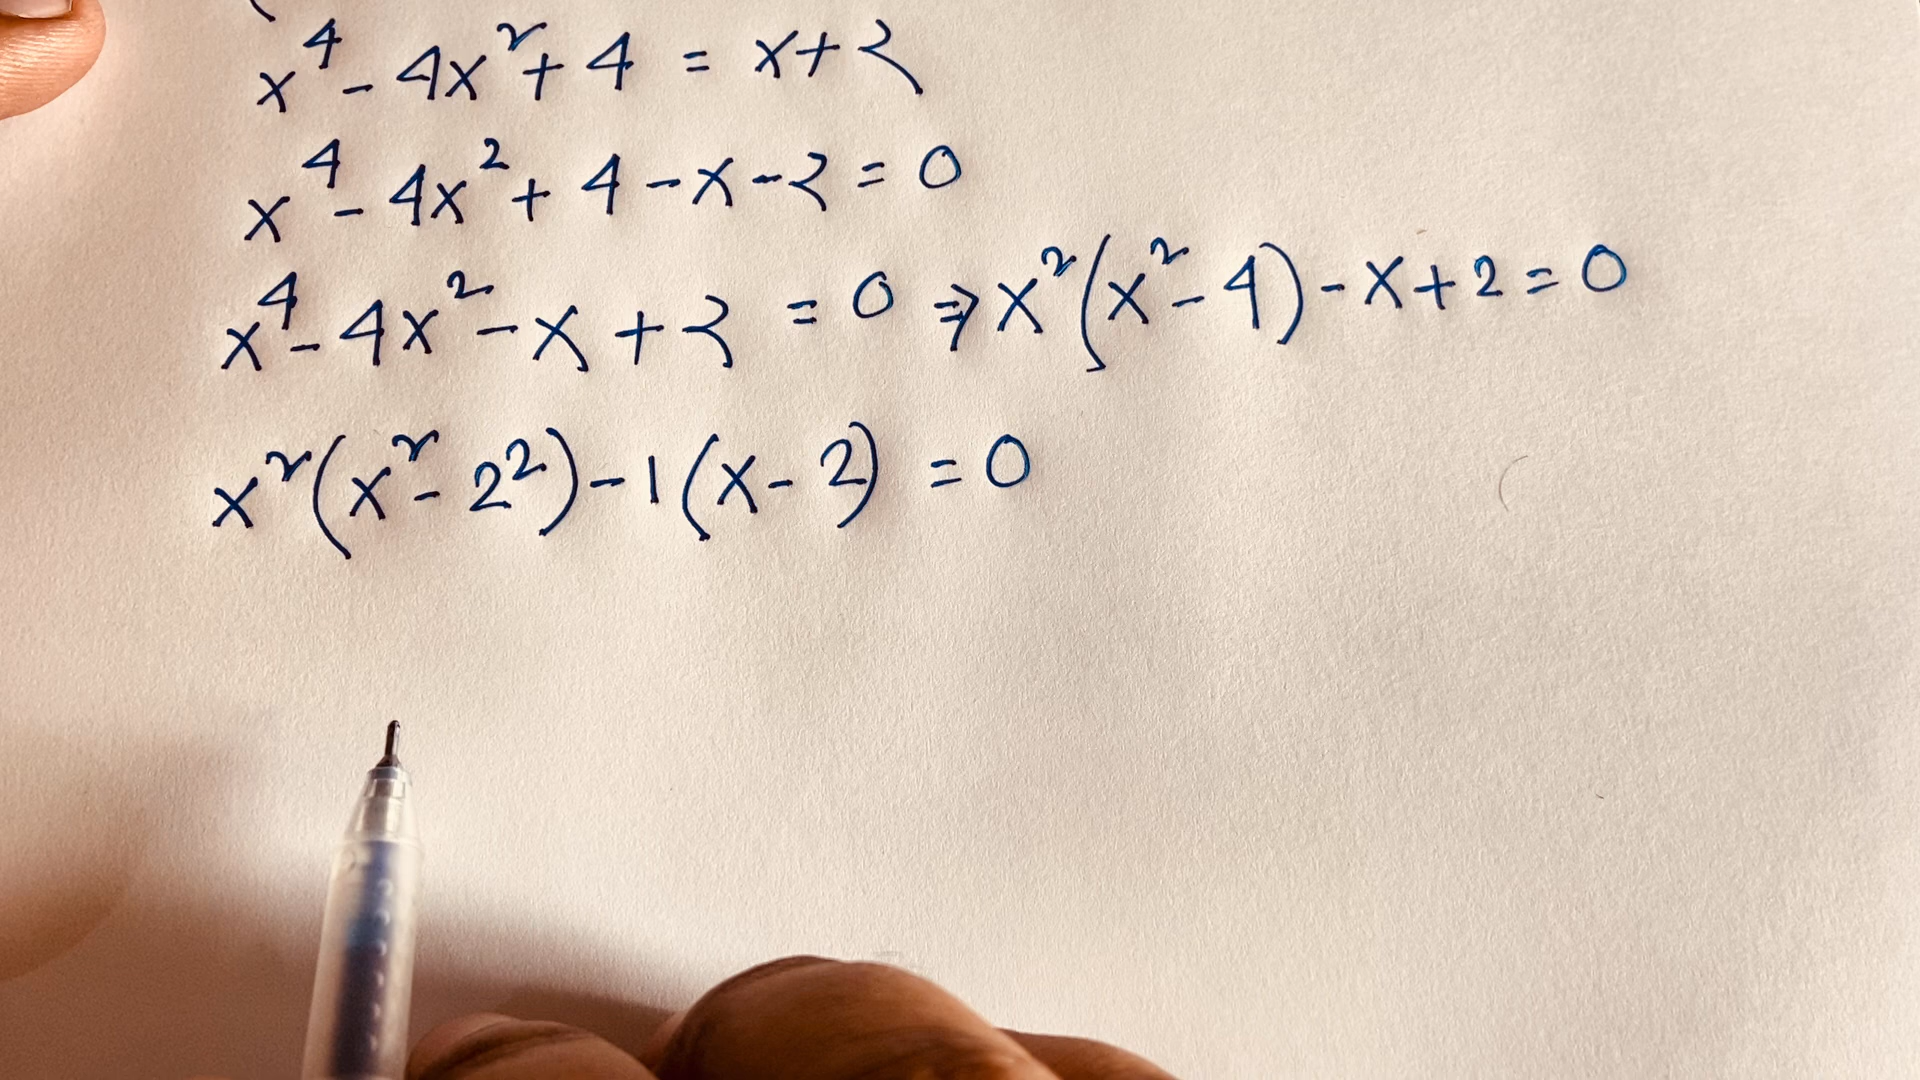 x⁴ - 4x² + 4 = x + 2
x⁴ - 4x² + 4 - x - 2 = 0
x⁴ - 4x² - x + 2 = 0 ⇒ x²(x² - 4) - x + 2 = 0
x²(x² - 2²) - 1(x - 2) = 0